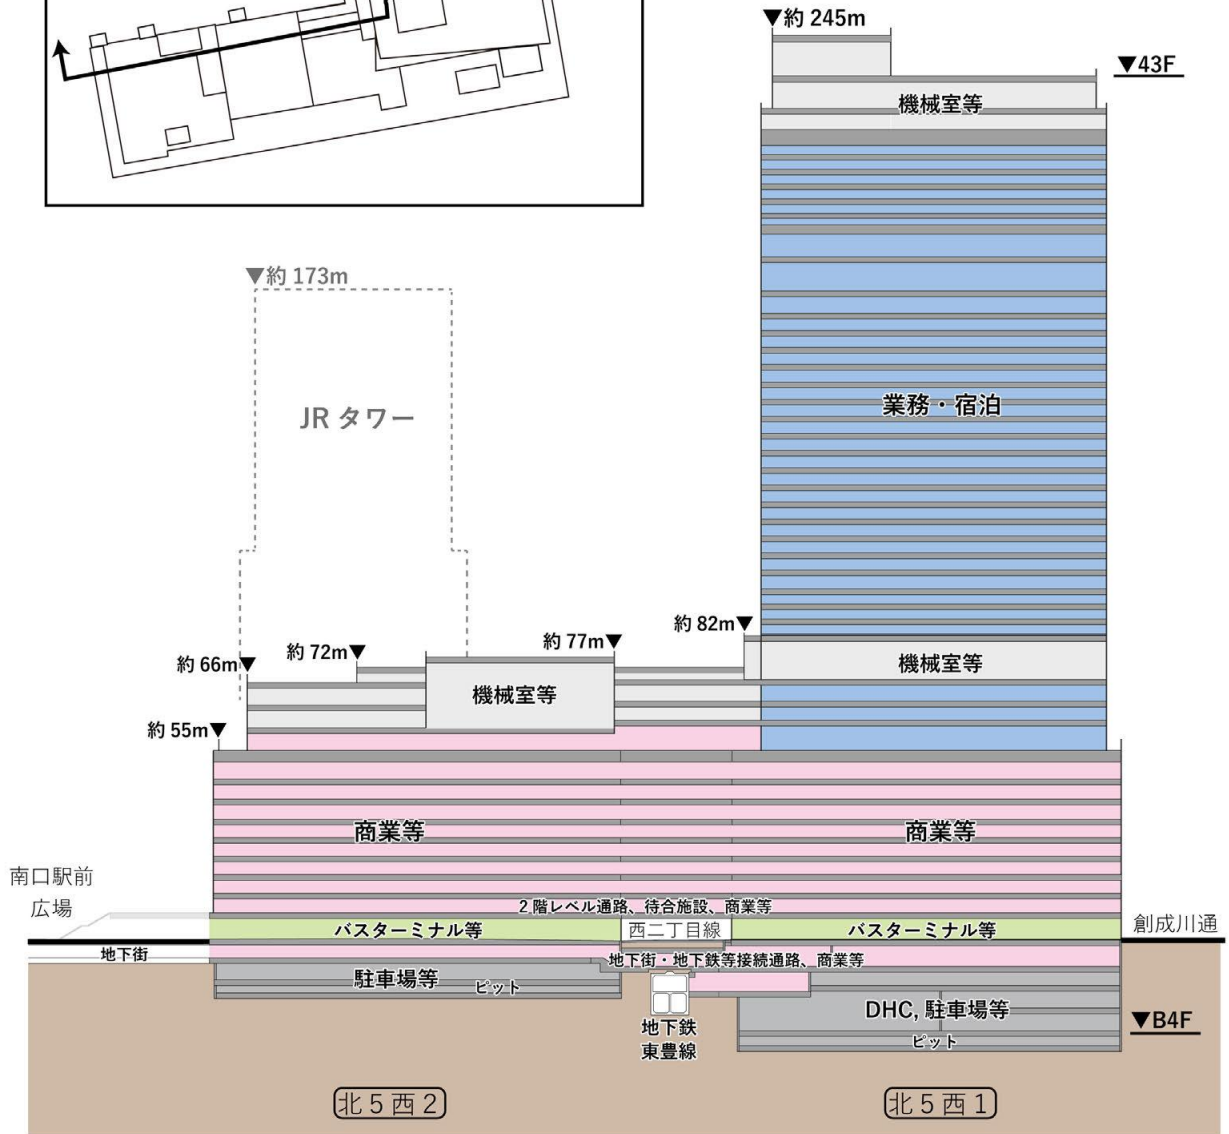 ▼約 245m
▼43F
機械室等
▼約 173m
JR タワー
業務・宿泊
約 82m▼
約 77m▼
約 72m▼
約 66m▼
機械室等
機械室等
約 55m▼
商業等
商業等
南口駅前
広場
2 階レベル通路、待合施設、商業等
バスターミナル等
西二丁目線
バスターミナル等
創成川通
地下街
地下街・地下鉄等接続通路、商業等
駐車場等
ピット
DHC, 駐車場等
▼B4F
地下鉄
東豊線
ピット
北 5 西 2
北 5 西 1